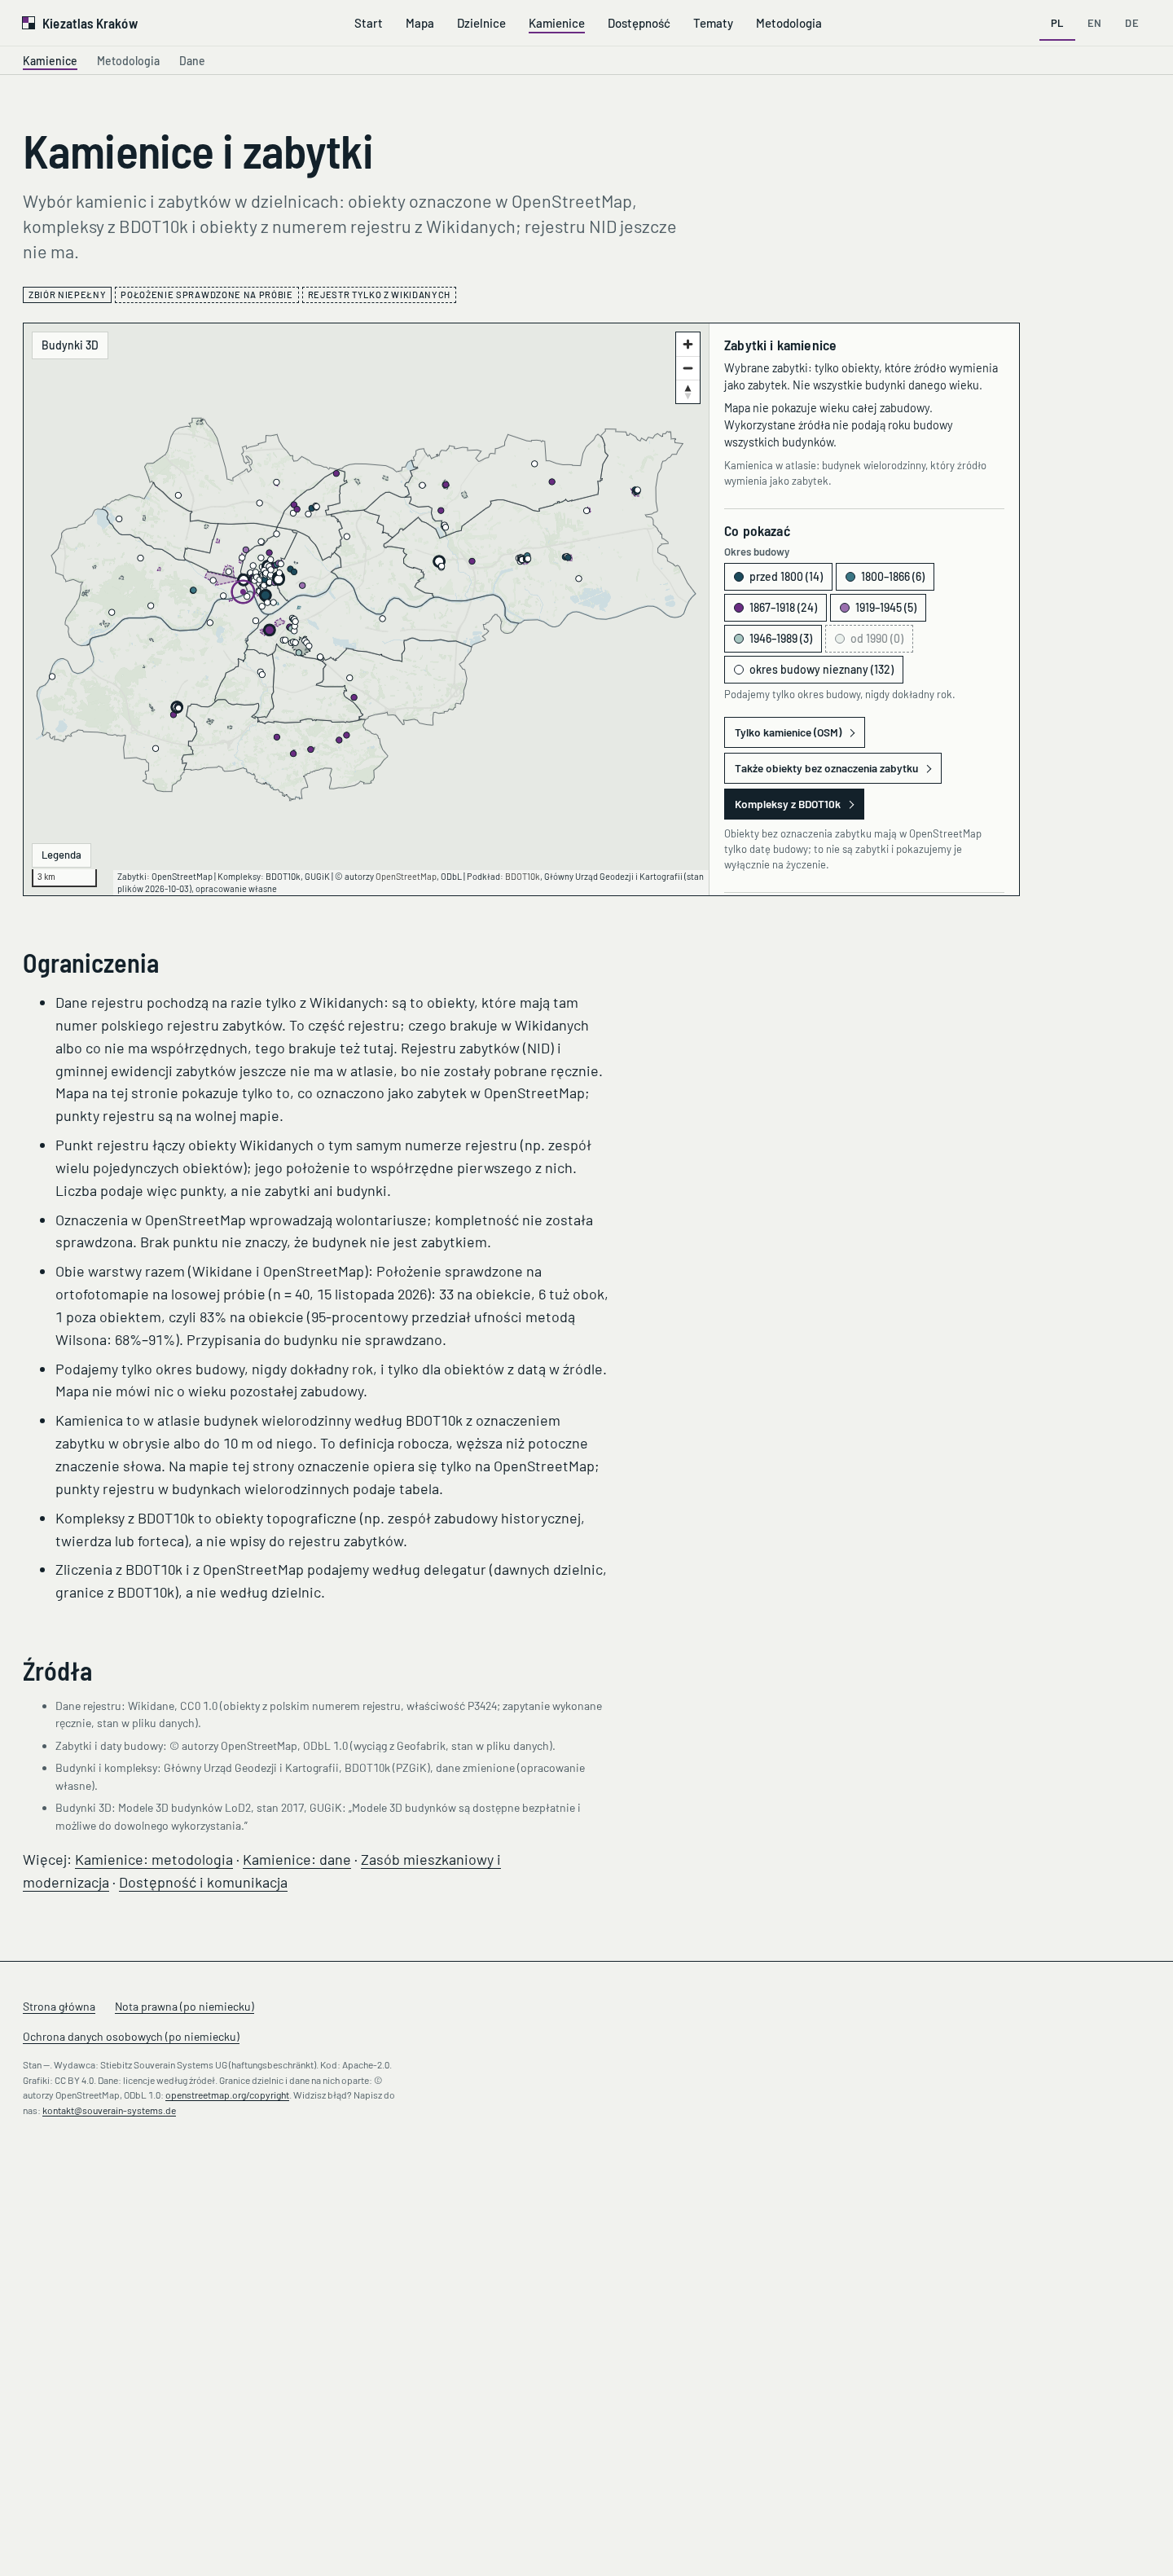 Kiezatlas Kraków
Start
Mapa
Dzielnice
Kamienice
Dostępność
Tematy
Metodologia
PL
EN
DE
Kamienice
Metodologia
Dane
Kamienice i zabytki
Wybór kamienic i zabytków w dzielnicach: obiekty oznaczone w OpenStreetMap,
kompleksy z BDOT10k i obiekty z numerem rejestru z Wikidanych; rejestru NID jeszcze
nie ma.
ZBIÓR NIEPEŁNY
POŁOŻENIE SPRAWDZONE NA PRÓBIE
REJESTR TYLKO Z WIKIDANYCH
Budynki 3D
Legenda
3 km
Zabytki: OpenStreetMap | Kompleksy: BDOT10k, GUGiK | © autorzy OpenStreetMap, ODbL | Podkład: BDOT10k, Główny Urząd Geodezji i Kartografii (stan
plików 2026-10-03), opracowanie własne
Zabytki i kamienice
Wybrane zabytki: tylko obiekty, które źródło wymienia
jako zabytek. Nie wszystkie budynki danego wieku.
Mapa nie pokazuje wieku całej zabudowy.
Wykorzystane źródła nie podają roku budowy
wszystkich budynków.
Kamienica w atlasie: budynek wielorodzinny, który źródło
wymienia jako zabytek.
Co pokazać
Okres budowy
przed 1800 (14)
1800–1866 (6)
1867–1918 (24)
1919–1945 (5)
1946–1989 (3)
od 1990 (0)
okres budowy nieznany (132)
Podajemy tylko okres budowy, nigdy dokładny rok.
Tylko kamienice (OSM)
Także obiekty bez oznaczenia zabytku
Kompleksy z BDOT10k
Obiekty bez oznaczenia zabytku mają w OpenStreetMap
tylko datę budowy; to nie są zabytki i pokazujemy je
wyłącznie na życzenie.
Ograniczenia
Dane rejestru pochodzą na razie tylko z Wikidanych: są to obiekty, które mają tam
numer polskiego rejestru zabytków. To część rejestru; czego brakuje w Wikidanych
albo co nie ma współrzędnych, tego brakuje też tutaj. Rejestru zabytków (NID) i
gminnej ewidencji zabytków jeszcze nie ma w atlasie, bo nie zostały pobrane ręcznie.
Mapa na tej stronie pokazuje tylko to, co oznaczono jako zabytek w OpenStreetMap;
punkty rejestru są na wolnej mapie.
Punkt rejestru łączy obiekty Wikidanych o tym samym numerze rejestru (np. zespół
wielu pojedynczych obiektów); jego położenie to współrzędne pierwszego z nich.
Liczba podaje więc punkty, a nie zabytki ani budynki.
Oznaczenia w OpenStreetMap wprowadzają wolontariusze; kompletność nie została
sprawdzona. Brak punktu nie znaczy, że budynek nie jest zabytkiem.
Obie warstwy razem (Wikidane i OpenStreetMap): Położenie sprawdzone na
ortofotomapie na losowej próbie (n = 40, 15 listopada 2026): 33 na obiekcie, 6 tuż obok,
1 poza obiektem, czyli 83% na obiekcie (95-procentowy przedział ufności metodą
Wilsona: 68%–91%). Przypisania do budynku nie sprawdzano.
Podajemy tylko okres budowy, nigdy dokładny rok, i tylko dla obiektów z datą w źródle.
Mapa nie mówi nic o wieku pozostałej zabudowy.
Kamienica to w atlasie budynek wielorodzinny według BDOT10k z oznaczeniem
zabytku w obrysie albo do 10 m od niego. To definicja robocza, węższa niż potoczne
znaczenie słowa. Na mapie tej strony oznaczenie opiera się tylko na OpenStreetMap;
punkty rejestru w budynkach wielorodzinnych podaje tabela.
Kompleksy z BDOT10k to obiekty topograficzne (np. zespół zabudowy historycznej,
twierdza lub forteca), a nie wpisy do rejestru zabytków.
Zliczenia z BDOT10k i z OpenStreetMap podajemy według delegatur (dawnych dzielnic,
granice z BDOT10k), a nie według dzielnic.
Źródła
Dane rejestru: Wikidane, CC0 1.0 (obiekty z polskim numerem rejestru, właściwość P3424; zapytanie wykonane
ręcznie, stan w pliku danych).
Zabytki i daty budowy: © autorzy OpenStreetMap, ODbL 1.0 (wyciąg z Geofabrik, stan w pliku danych).
Budynki i kompleksy: Główny Urząd Geodezji i Kartografii, BDOT10k (PZGiK), dane zmienione (opracowanie
własne).
Budynki 3D: Modele 3D budynków LoD2, stan 2017, GUGiK: „Modele 3D budynków są dostępne bezpłatnie i
możliwe do dowolnego wykorzystania.”
Więcej: Kamienice: metodologia · Kamienice: dane · Zasób mieszkaniowy i
modernizacja · Dostępność i komunikacja
Strona główna
Nota prawna (po niemiecku)
Ochrona danych osobowych (po niemiecku)
Stan —. Wydawca: Stiebitz Souverain Systems UG (haftungsbeschränkt). Kod: Apache-2.0.
Grafiki: CC BY 4.0. Dane: licencje według źródeł. Granice dzielnic i dane na nich oparte: ©
autorzy OpenStreetMap, ODbL 1.0: openstreetmap.org/copyright. Widzisz błąd? Napisz do
nas: kontakt@souverain-systems.de